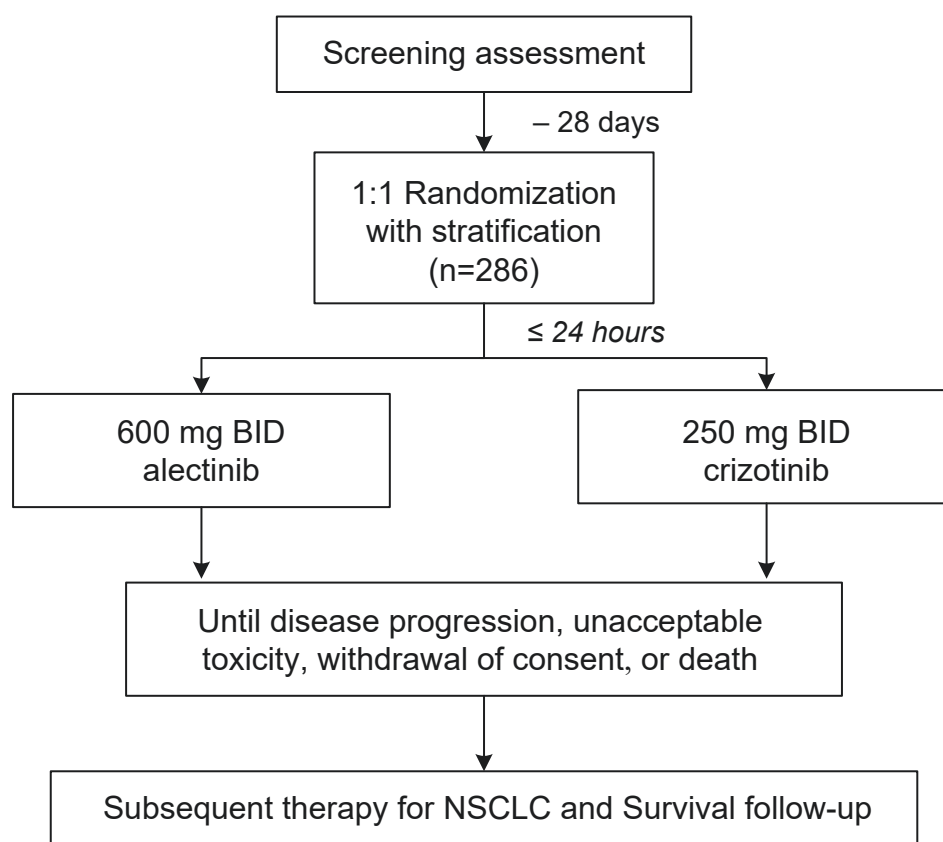 Screening assessment
– 28 days
1:1 Randomization
with stratification
(n=286)
≤ 24 hours
600 mg BID
alectinib
250 mg BID
crizotinib
Until disease progression, unacceptable
toxicity, withdrawal of consent, or death
Subsequent therapy for NSCLC and Survival follow-up